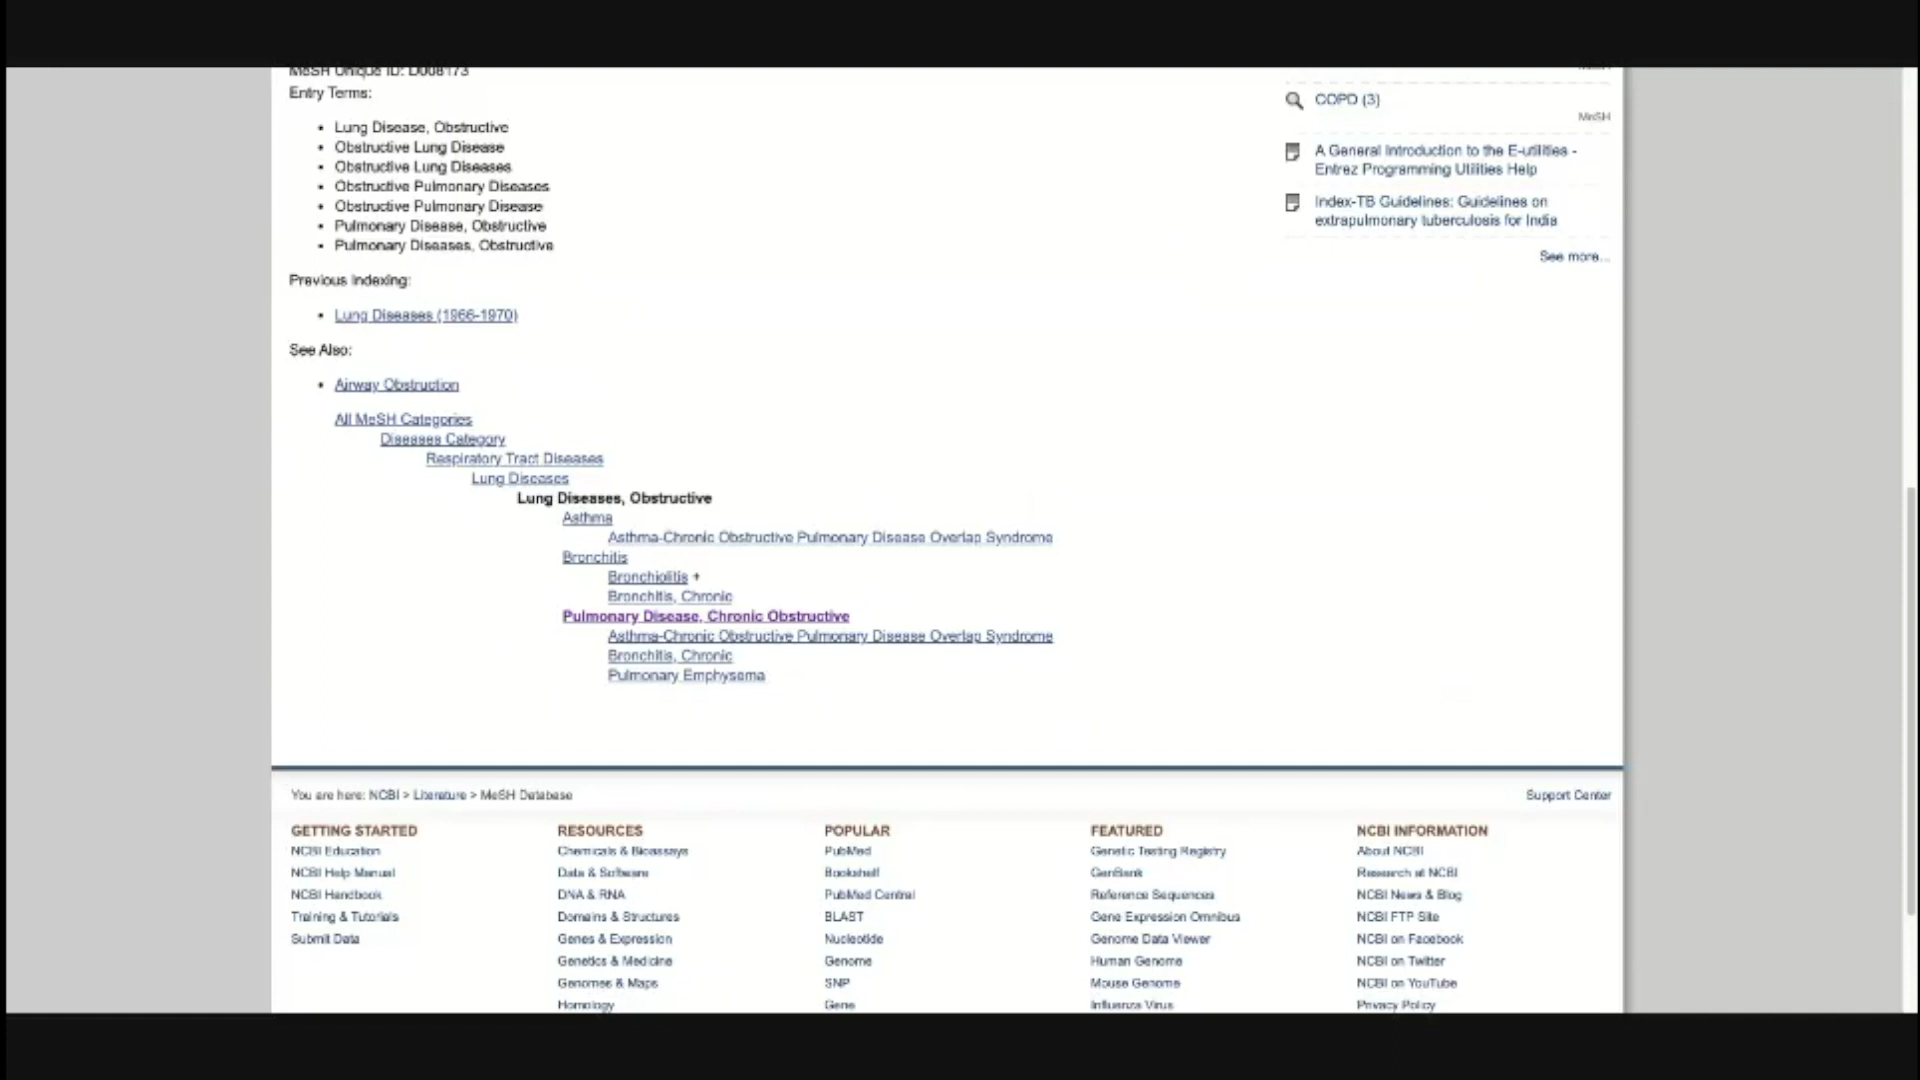 MeSH Unique ID: D008173
Entry Terms:
Lung Disease, Obstructive
Obstructive Lung Disease
Obstructive Lung Diseases
Obstructive Pulmonary Diseases
Obstructive Pulmonary Disease
Pulmonary Disease, Obstructive
Pulmonary Diseases, Obstructive
Previous Indexing:
Lung Diseases (1966-1970)
See Also:
Airway Obstruction
All MeSH Categories
Diseases Category
Respiratory Tract Diseases
Lung Diseases
Lung Diseases, Obstructive
Asthma
Asthma-Chronic Obstructive Pulmonary Disease Overlap Syndrome
Bronchitis
Bronchiolitis +
Bronchitis, Chronic
Pulmonary Disease, Chronic Obstructive
Asthma-Chronic Obstructive Pulmonary Disease Overlap Syndrome
Bronchitis, Chronic
Pulmonary Emphysema
COPD (3)
MeSH
A General Introduction to the E-utilities -
Entrez Programming Utilities Help
Index-TB Guidelines: Guidelines on
extrapulmonary tuberculosis for India
See more...
You are here: NCBI > Literature > MeSH Database
Support Center
GETTING STARTED
NCBI Education
NCBI Help Manual
NCBI Handbook
Training & Tutorials
Submit Data
RESOURCES
Chemicals & Bioassays
Data & Software
DNA & RNA
Domains & Structures
Genes & Expression
Genetics & Medicine
Genomes & Maps
Homology
POPULAR
PubMed
Bookshelf
PubMed Central
BLAST
Nucleotide
Genome
SNP
Gene
FEATURED
Genetic Testing Registry
GenBank
Reference Sequences
Gene Expression Omnibus
Genome Data Viewer
Human Genome
Mouse Genome
Influenza Virus
NCBI INFORMATION
About NCBI
Research at NCBI
NCBI News & Blog
NCBI FTP Site
NCBI on Facebook
NCBI on Twitter
NCBI on YouTube
Privacy Policy